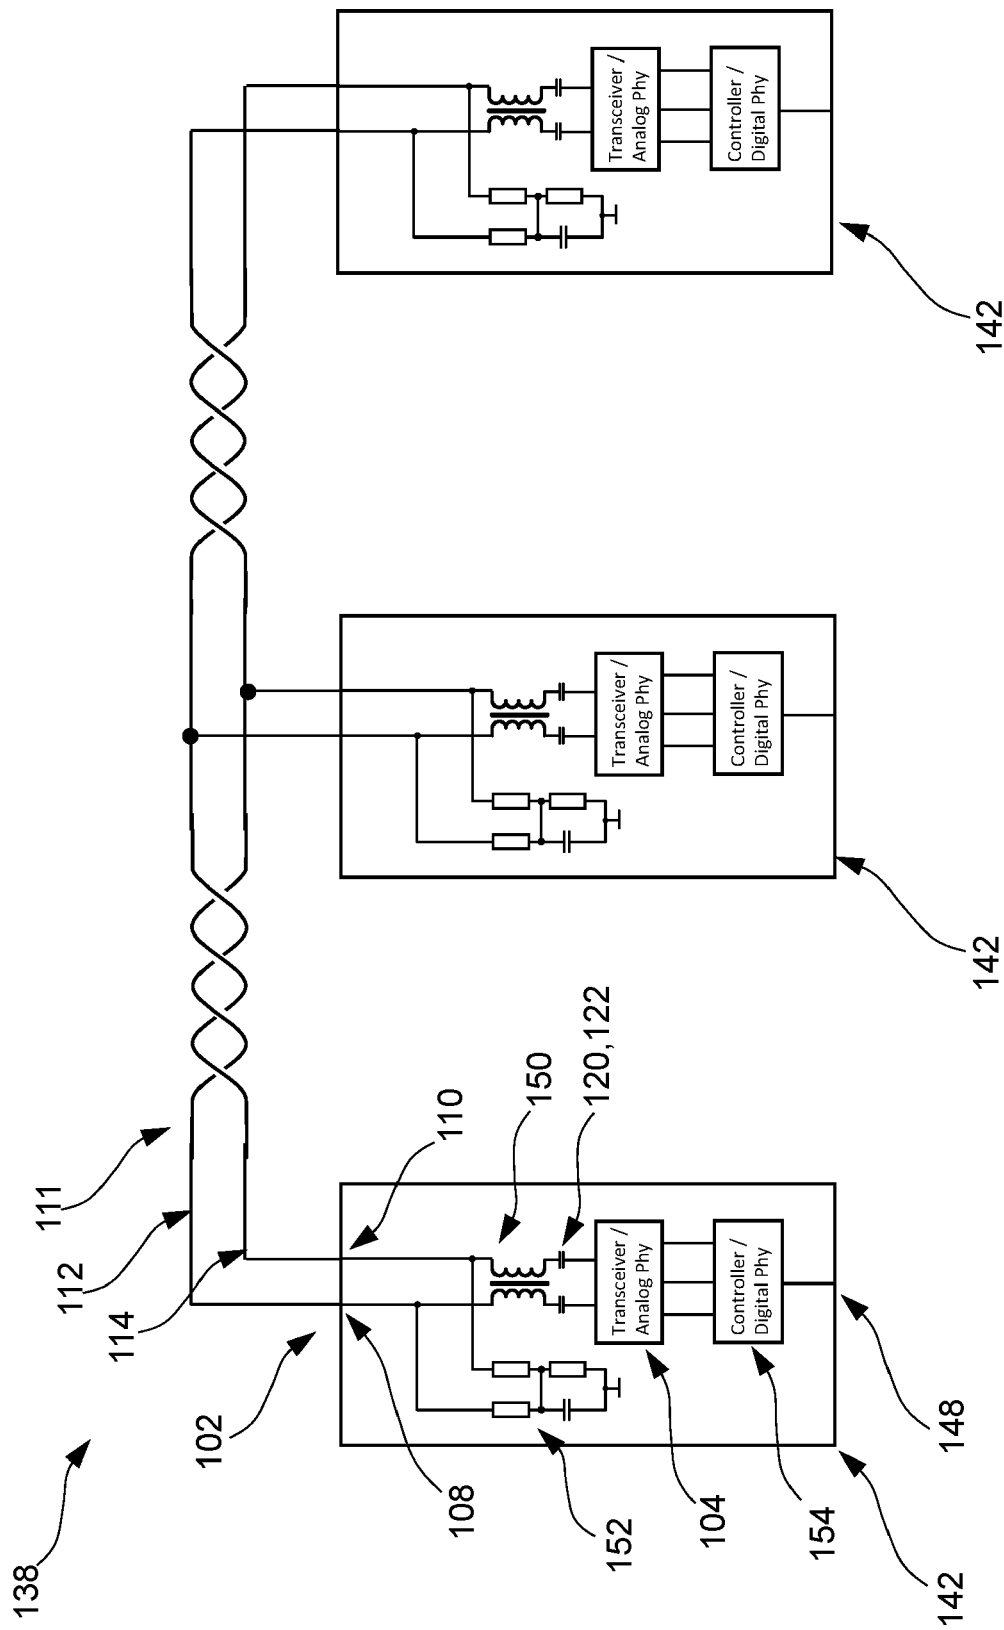 138
102
112
111
114
108
110
150
120,122
152
Transceiver /
Analog Phy
104
Controller /
Digital Phy
154
142
148
Transceiver /
Analog Phy
Controller /
Digital Phy
142
Transceiver /
Analog Phy
Controller /
Digital Phy
142